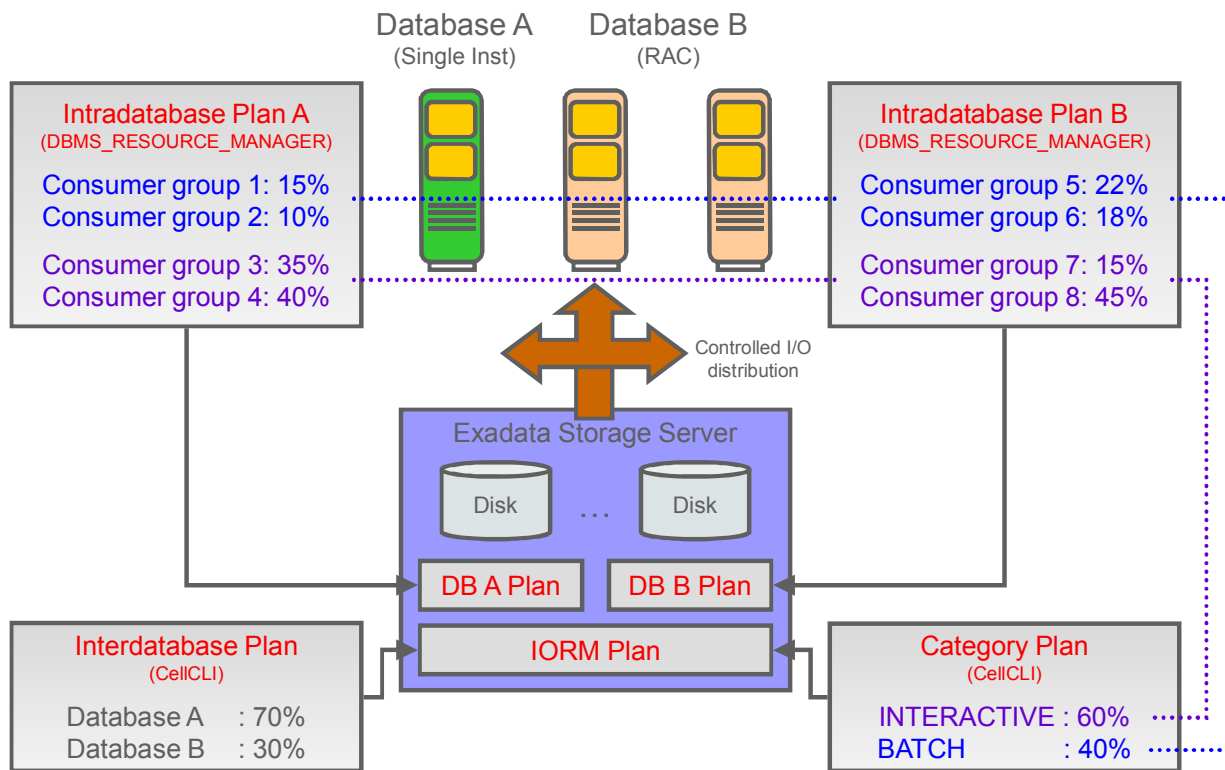 Database A
(Single Inst)
Database B
(RAC)
Intradatabase Plan A
(DBMS_RESOURCE_MANAGER)
Consumer group 1: 15%
Consumer group 2: 10%
Consumer group 3: 35%
Consumer group 4: 40%
Intradatabase Plan B
(DBMS_RESOURCE_MANAGER)
Consumer group 5: 22%
Consumer group 6: 18%
Consumer group 7: 15%
Consumer group 8: 45%
Controlled I/O
distribution
Exadata Storage Server
Disk
...
Disk
DB A Plan
DB B Plan
IORM Plan
Interdatabase Plan
(CellCLI)
Database A : 70%
Database B : 30%
Category Plan
(CellCLI)
INTERACTIVE : 60%
BATCH : 40%